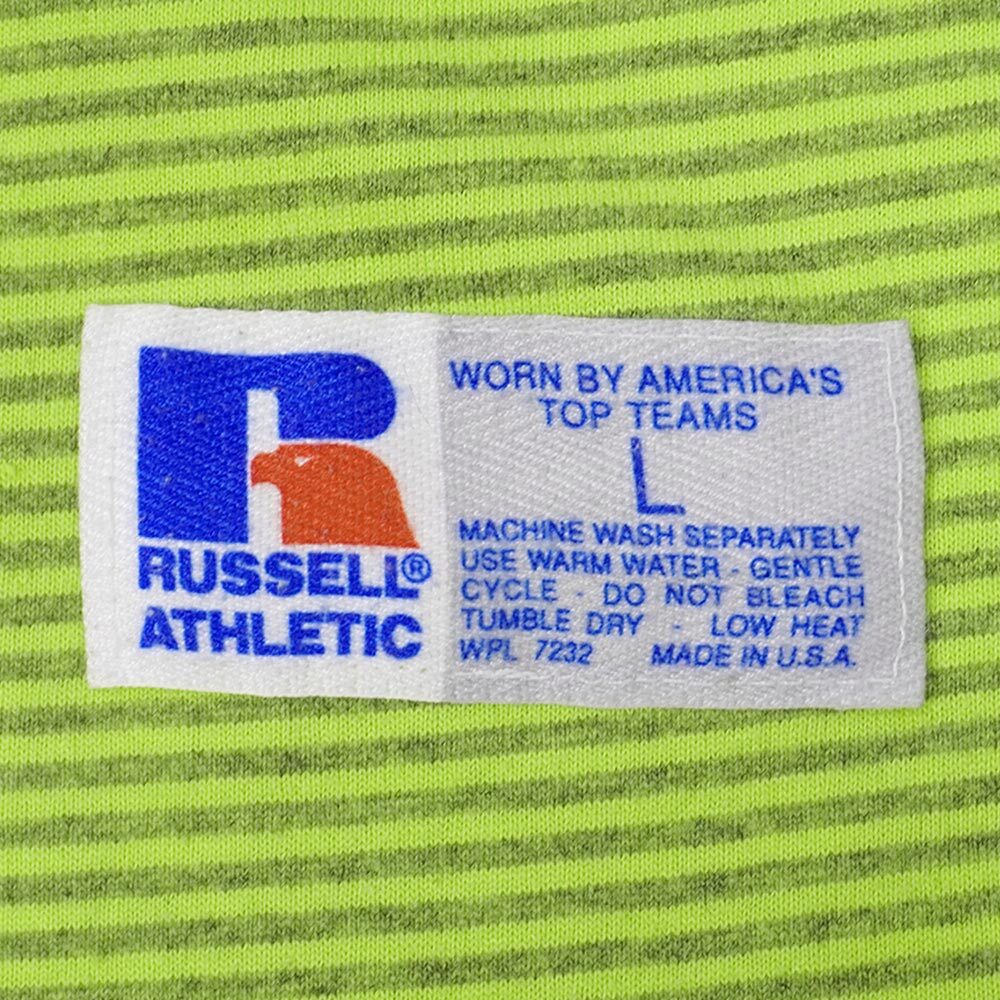 R
RUSSELL®
ATHLETIC
WORN BY AMERICA'S
TOP TEAMS
L
MACHINE WASH SEPARATELY
USE WARM WATER - GENTLE
CYCLE - DO NOT BLEACH
TUMBLE DRY - LOW HEAT
WPL 7232 MADE IN U.S.A.